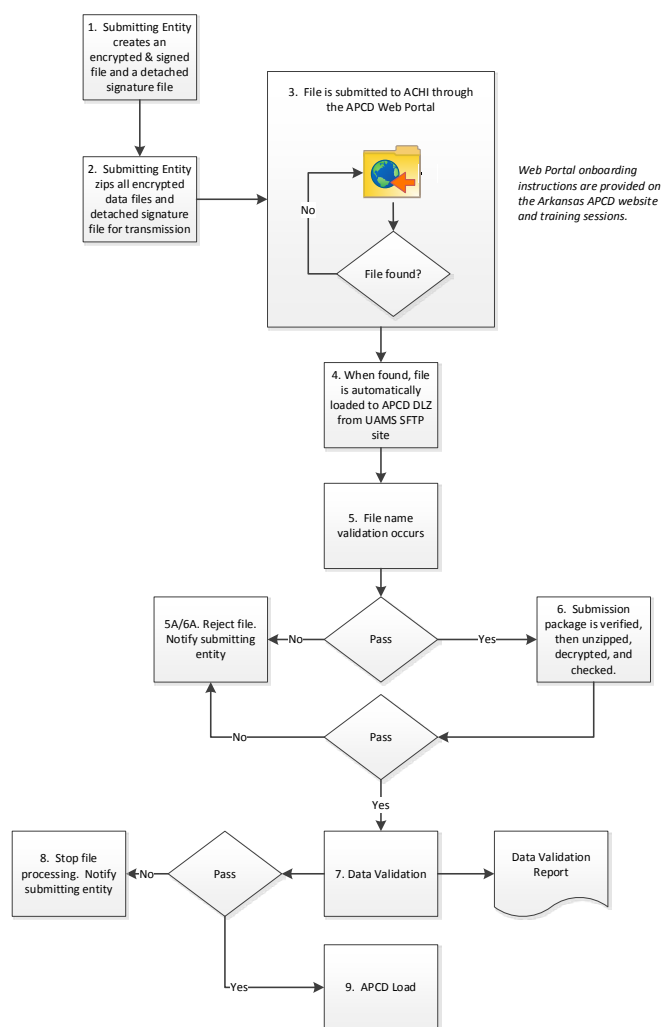 1. Submitting Entity
creates an
encrypted & signed
file and a detached
signature file
2. Submitting Entity
zips all encrypted
data files and
detached signature
file for transmission
3. File is submitted to ACHI through
the APCD Web Portal
No
File found?
Web Portal onboarding
instructions are provided on
the Arkansas APCD website
and training sessions.
4. When found, file
is automatically
loaded to APCD DLZ
from UAMS SFTP
site
5. File name
validation occurs
5A/6A. Reject file.
Notify submitting
entity
No
Pass
Yes
6. Submission
package is verified,
then unzipped,
decrypted, and
checked.
No
Pass
Yes
8. Stop file
processing. Notify
submitting entity
No
Pass
7. Data Validation
Data Validation
Report
Yes
9. APCD Load